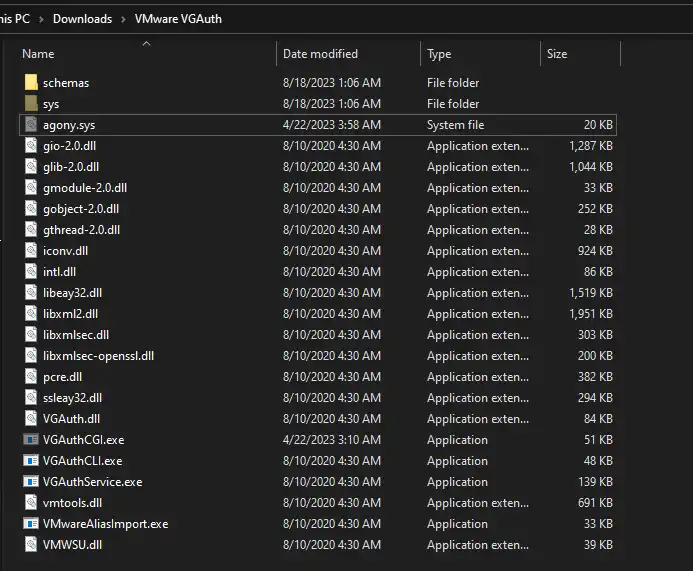 his PC > Downloads > VMware VGAuth
Name Date modified Type Size
schemas 8/18/2023 1:06 AM File folder
sys 8/18/2023 1:06 AM File folder
agony.sys 4/22/2023 3:58 AM System file 20 KB
gio-2.0.dll 8/10/2020 4:30 AM Application exten... 1,287 KB
glib-2.0.dll 8/10/2020 4:30 AM Application exten... 1,044 KB
gmodule-2.0.dll 8/10/2020 4:30 AM Application exten... 33 KB
gobject-2.0.dll 8/10/2020 4:30 AM Application exten... 252 KB
gthread-2.0.dll 8/10/2020 4:30 AM Application exten... 28 KB
iconv.dll 8/10/2020 4:30 AM Application exten... 924 KB
intl.dll 8/10/2020 4:30 AM Application exten... 86 KB
libeay32.dll 8/10/2020 4:30 AM Application exten... 1,519 KB
libxml2.dll 8/10/2020 4:30 AM Application exten... 1,951 KB
libxmlsec.dll 8/10/2020 4:30 AM Application exten... 303 KB
libxmlsec-openssl.dll 8/10/2020 4:30 AM Application exten... 200 KB
pcre.dll 8/10/2020 4:30 AM Application exten... 382 KB
ssleay32.dll 8/10/2020 4:30 AM Application exten... 294 KB
VGAuth.dll 8/10/2020 4:30 AM Application exten... 84 KB
VGAuthCGI.exe 4/22/2023 3:10 AM Application 51 KB
VGAuthCLI.exe 8/10/2020 4:30 AM Application 48 KB
VGAuthService.exe 8/10/2020 4:30 AM Application 139 KB
vmtools.dll 8/10/2020 4:30 AM Application exten... 691 KB
VMwareAliasImport.exe 8/10/2020 4:30 AM Application 33 KB
VMWSU.dll 8/10/2020 4:30 AM Application exten... 39 KB